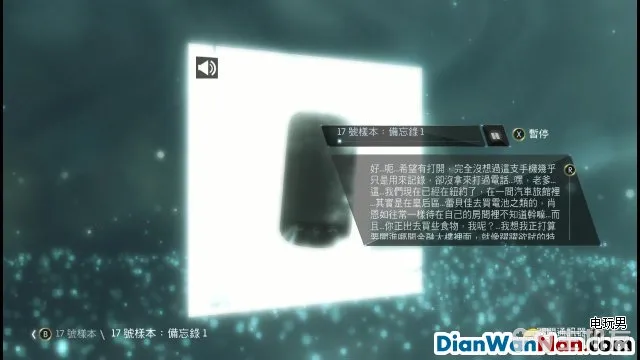 17 號樣本：備忘錄 1
X 暫停
好...呃...希望有打開，完全沒想過這支手機幾乎
只是用來記錄，卻沒拿來打過電話...嘿，老爹...
這...我們現在已經在紐約了，在一間汽車旅館裡
...其實是在皇后區...蕾貝佳去買電池之類的，肖
恩如往常一樣待在自己的房間裡不知道幹嘛...而
且...你正出去買些食物，我呢？...我想我正打算
R
B 17 號樣本 \ 17 號樣本：備忘錄 1
电玩男
DianWanNan.com